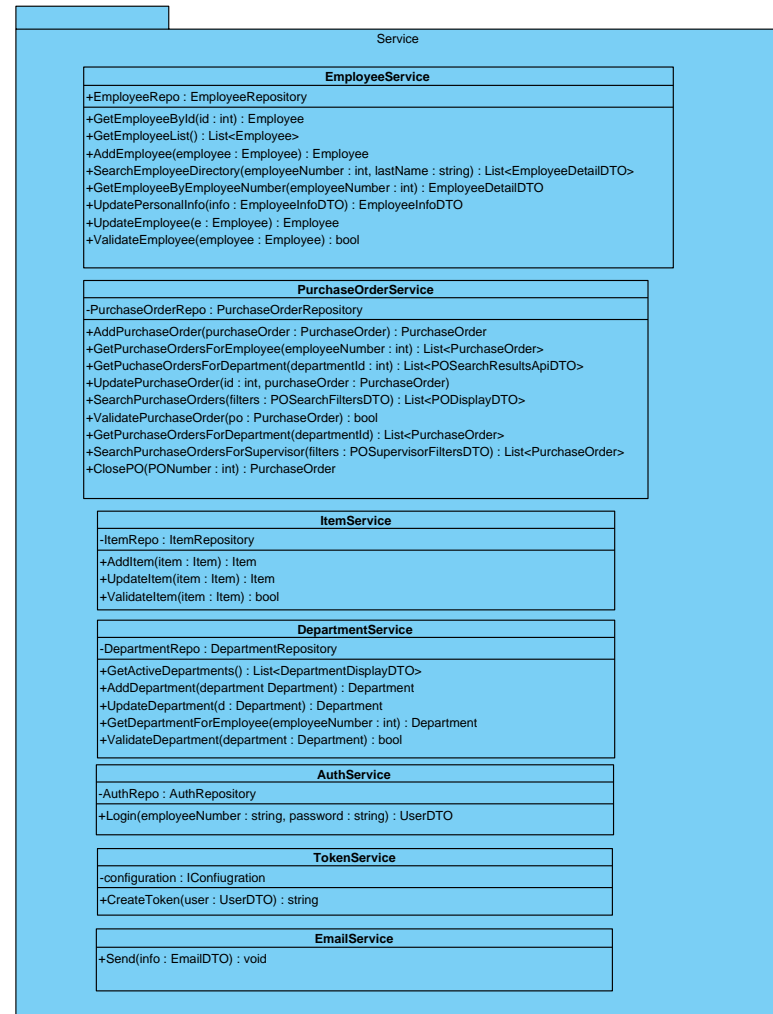 Service
EmployeeService
+EmployeeRepo : EmployeeRepository
+GetEmployeeById(id : int) : Employee
+GetEmployeeList() : List<Employee>
+AddEmployee(employee : Employee) : Employee
+SearchEmployeeDirectory(employeeNumber : int, lastName : string) : List<EmployeeDetailDTO>
+GetEmployeeByEmployeeNumber(employeeNumber : int) : EmployeeDetailDTO
+UpdatePersonalInfo(info : EmployeeInfoDTO) : EmployeeInfoDTO
+UpdateEmployee(e : Employee) : Employee
+ValidateEmployee(employee : Employee) : bool
PurchaseOrderService
-PurchaseOrderRepo : PurchaseOrderRepository
+AddPurchaseOrder(purchaseOrder : PurchaseOrder) : PurchaseOrder
+GetPurchaseOrdersForEmployee(employeeNumber : int) : List<PurchaseOrder>
+GetPuchaseOrdersForDepartment(departmentId : int) : List<POSearchResultsApiDTO>
+UpdatePurchaseOrder(id : int, purchaseOrder : PurchaseOrder)
+SearchPurchaseOrders(filters : POSearchFiltersDTO) : List<PODisplayDTO>
+ValidatePurchaseOrder(po : PurchaseOrder) : bool
+GetPurchaseOrdersForDepartment(departmentId) : List<PurchaseOrder>
+SearchPurchaseOrdersForSupervisor(filters : POSupervisorFiltersDTO) : List<PurchaseOrder>
+ClosePO(PONumber : int) : PurchaseOrder
ItemService
-ItemRepo : ItemRepository
+AddItem(item : Item) : Item
+UpdateItem(item : Item) : Item
+ValidateItem(item : Item) : bool
DepartmentService
-DepartmentRepo : DepartmentRepository
+GetActiveDepartments() : List<DepartmentDisplayDTO>
+AddDepartment(department Department) : Department
+UpdateDepartment(d : Department) : Department
+GetDepartmentForEmployee(employeeNumber : int) : Department
+ValidateDepartment(department : Department) : bool
AuthService
-AuthRepo : AuthRepository
+Login(employeeNumber : string, password : string) : UserDTO
TokenService
-configuration : IConfiugration
+CreateToken(user : UserDTO) : string
EmailService
+Send(info : EmailDTO) : void